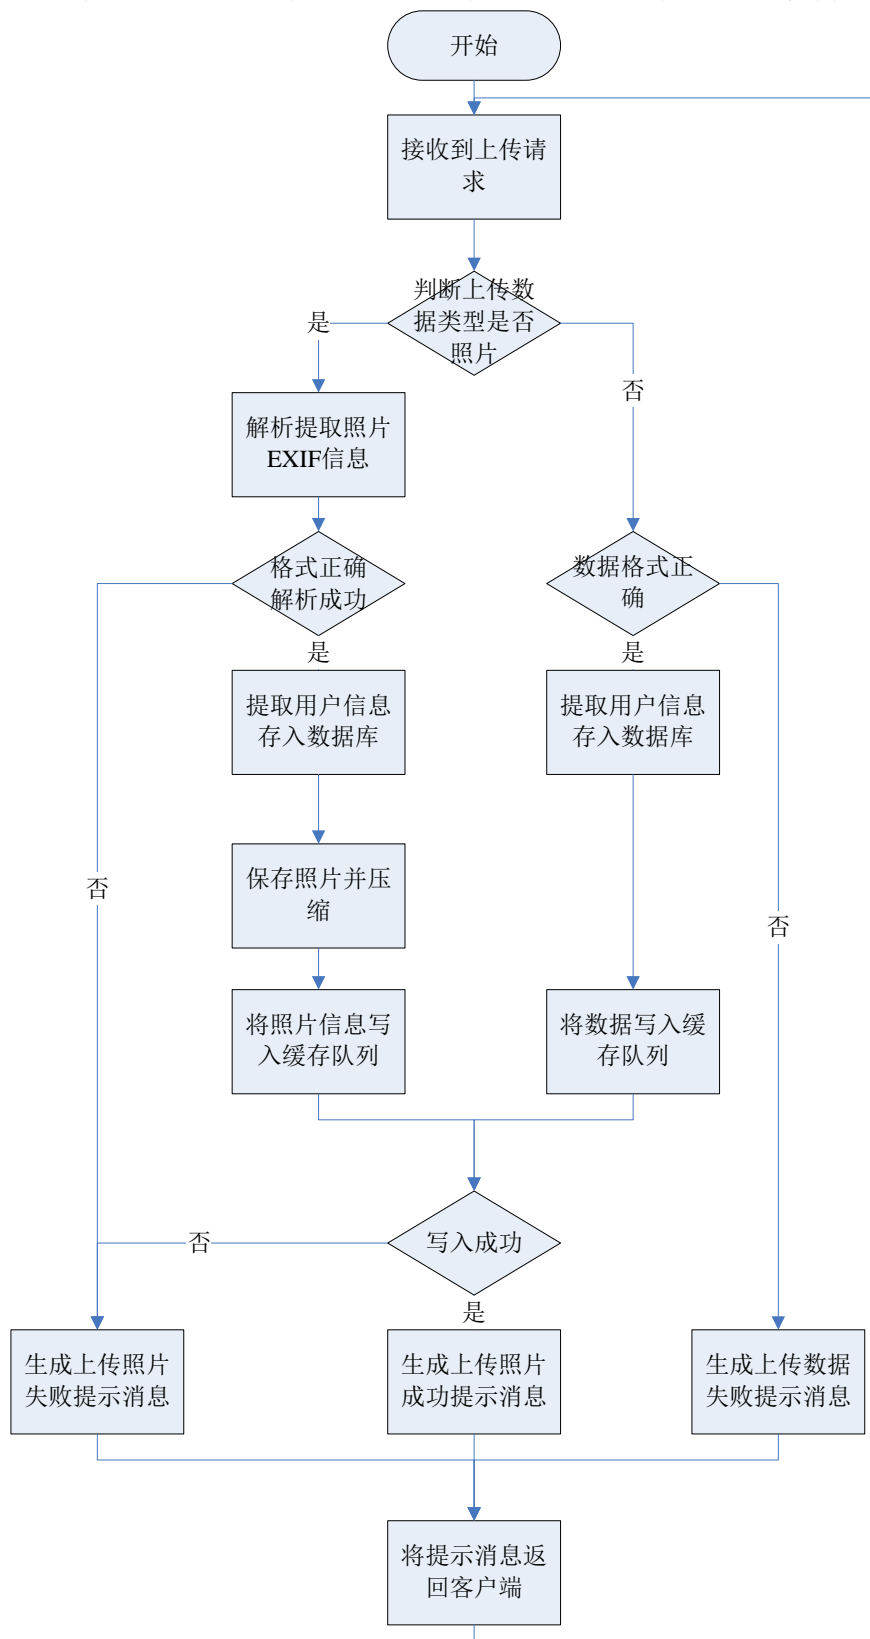 开始
接收到上传请
求
判断上传数
据类型是否
照片
是
否
解析提取照片
EXIF信息
格式正确
解析成功
数据格式正
确
是
是
提取用户信息
存入数据库
提取用户信息
存入数据库
保存照片并压
缩
否
否
将照片信息写
入缓存队列
将数据写入缓
存队列
否
写入成功
是
生成上传照片
失败提示消息
生成上传照片
成功提示消息
生成上传数据
失败提示消息
将提示消息返
回客户端